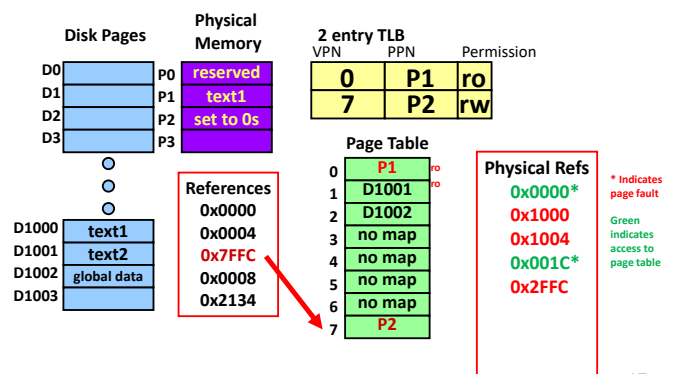 Disk Pages
D0
D1
D2
D3
D1000 text1
D1001 text2
D1002 global data
D1003
Physical
Memory
P0 reserved
P1 text1
P2 set to 0s
P3
2 entry TLB
VPN PPN Permission
0 P1 ro
7 P2 rw
References
0x0000
0x0004
0x7FFC
0x0008
0x2134
Page Table
0 P1 ro
1 D1001 ro
2 D1002
3 no map
4 no map
5 no map
6 no map
7 P2
Physical Refs
0x0000*
0x1000
0x1004
0x001C*
0x2FFC
* Indicates
page fault
Green
indicates
access to
page table